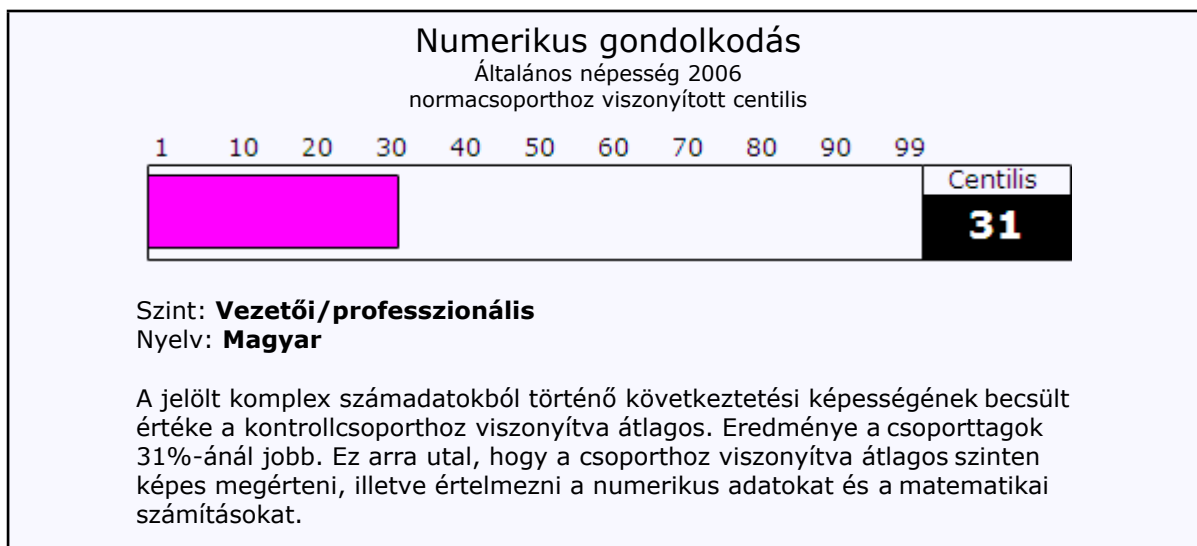 Numerikus gondolkodás
Általános népesség 2006
normacsoporthoz viszonyított centilis
1 10 20 30 40 50 60 70 80 90 99
Centilis
31
Szint: Vezetői/professzionális
Nyelv: Magyar
A jelölt komplex számadatokból történő következtetési képességének becsült
értéke a kontrollcsoporthoz viszonyítva átlagos. Eredménye a csoporttagok
31%-ánál jobb. Ez arra utal, hogy a csoporthoz viszonyítva átlagos szinten
képes megérteni, illetve értelmezni a numerikus adatokat és a matematikai
számításokat.